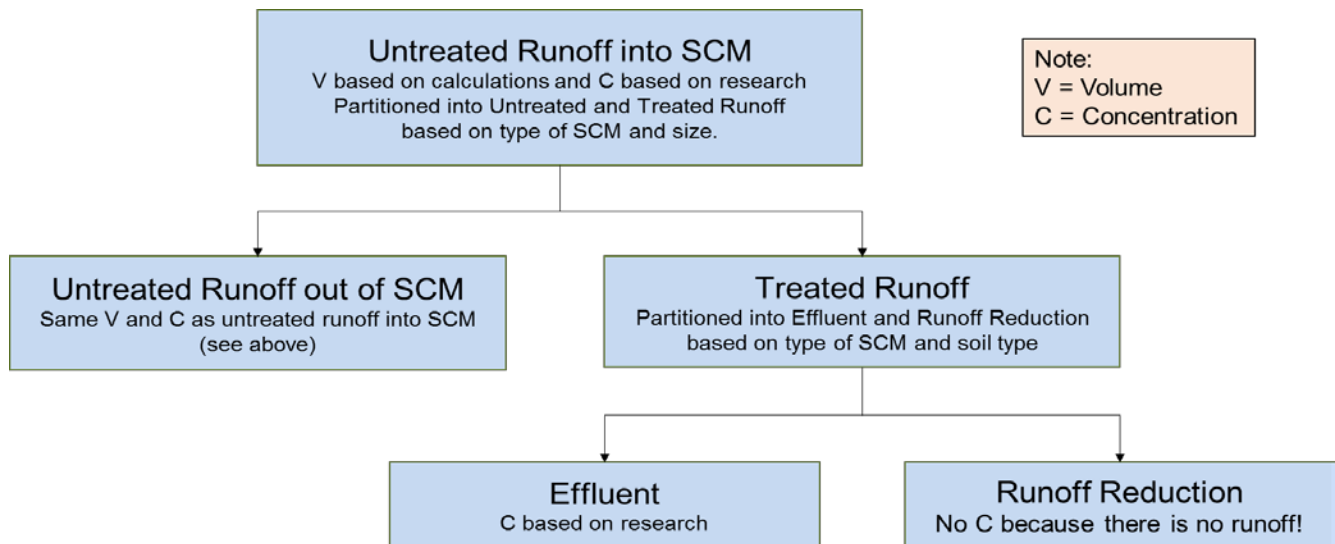 Untreated Runoff into SCM
V based on calculations and C based on research
Partitioned into Untreated and Treated Runoff
based on type of SCM and size.
Note:
V = Volume
C = Concentration
Untreated Runoff out of SCM
Same V and C as untreated runoff into SCM
(see above)
Treated Runoff
Partitioned into Effluent and Runoff Reduction
based on type of SCM and soil type
Effluent
C based on research
Runoff Reduction
No C because there is no runoff!